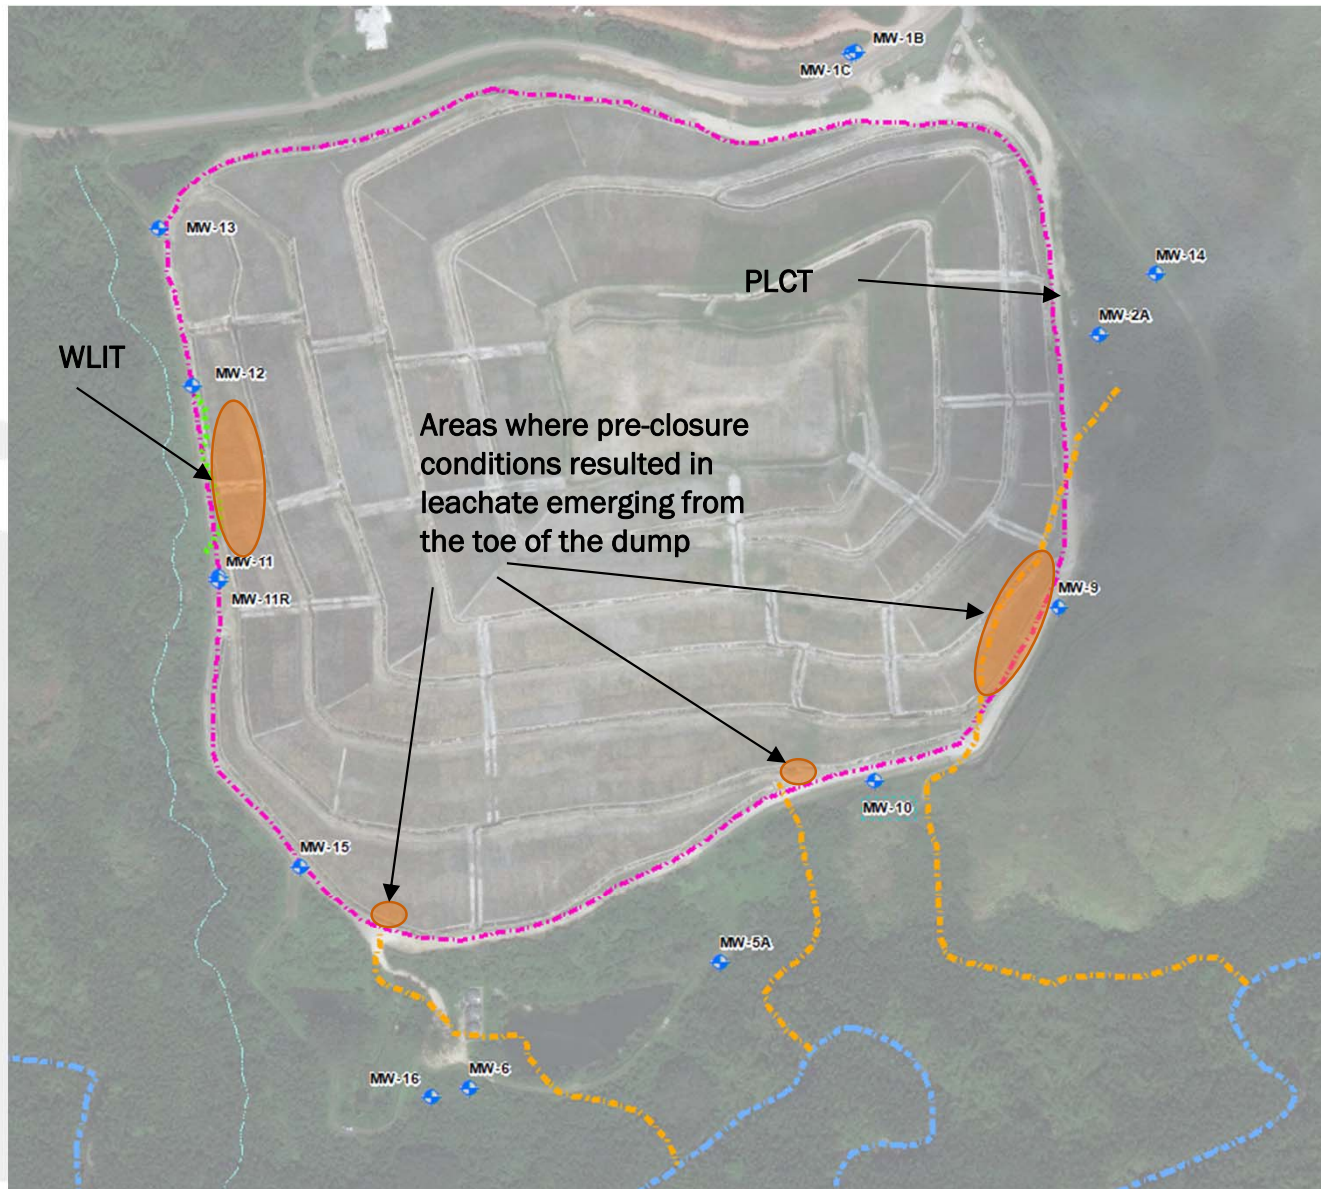 MW-1B
MW-1C
MW-13
MW-14
PLCT
MW-2A
WLIT
MW-12
Areas where pre-closure
conditions resulted in
leachate emerging from
the toe of the dump
MW-11
MW-9
MW-11R
MW-10
MW-15
MW-5A
MW-6
MW-16